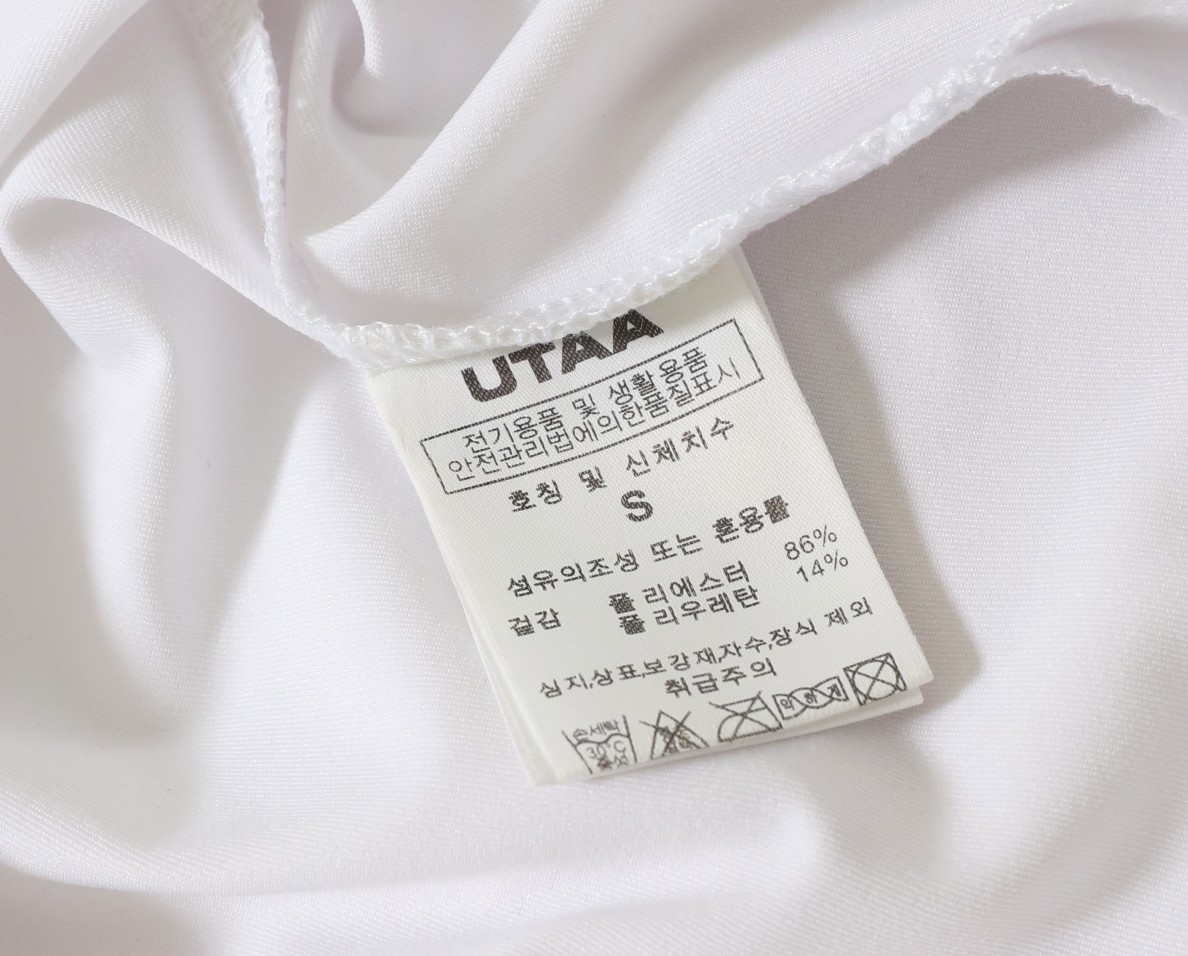 UTAA
전기용품 및 생활용품
안전관리법에의한품질표시
호칭 및 신체치수
S
섬유의조성 또는 혼용률
폴리에스터 86%
겉감 폴리우레탄 14%
심지,상표,보강재,자수,장식 제외
취급주의
손세탁 약하게
30°C